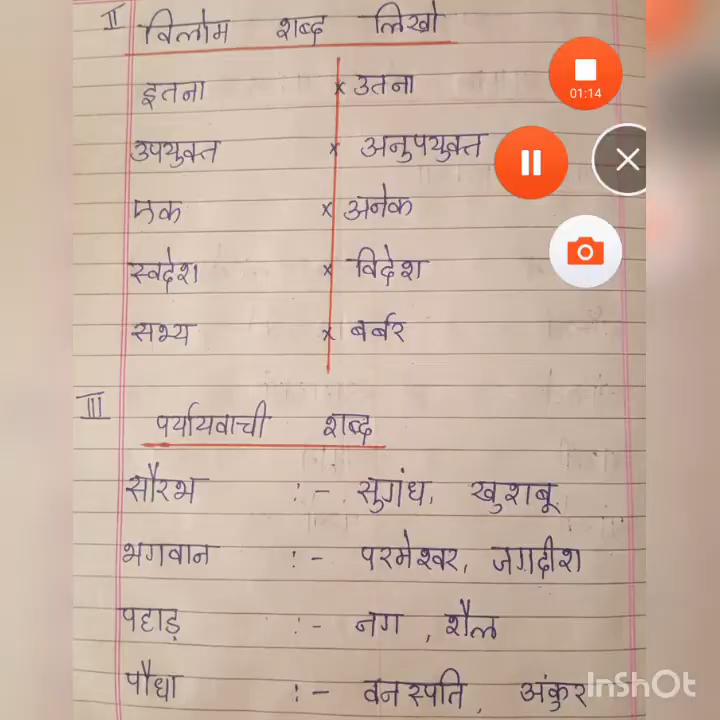 II विलोम शब्द लिखो
इतना × उतना
उपयुक्त × अनुपयुक्त
एक × अनेक
स्वदेश × विदेश
सभ्य × बर्बर
III पर्यायवाची शब्द
सौरभ :- सुगंध, खुशबू
भगवान :- परमेश्वर, जगदीश
पहाड़ :- नग, शैल
पौधा :- वनस्पति, अंकुर
01:14
InShOt